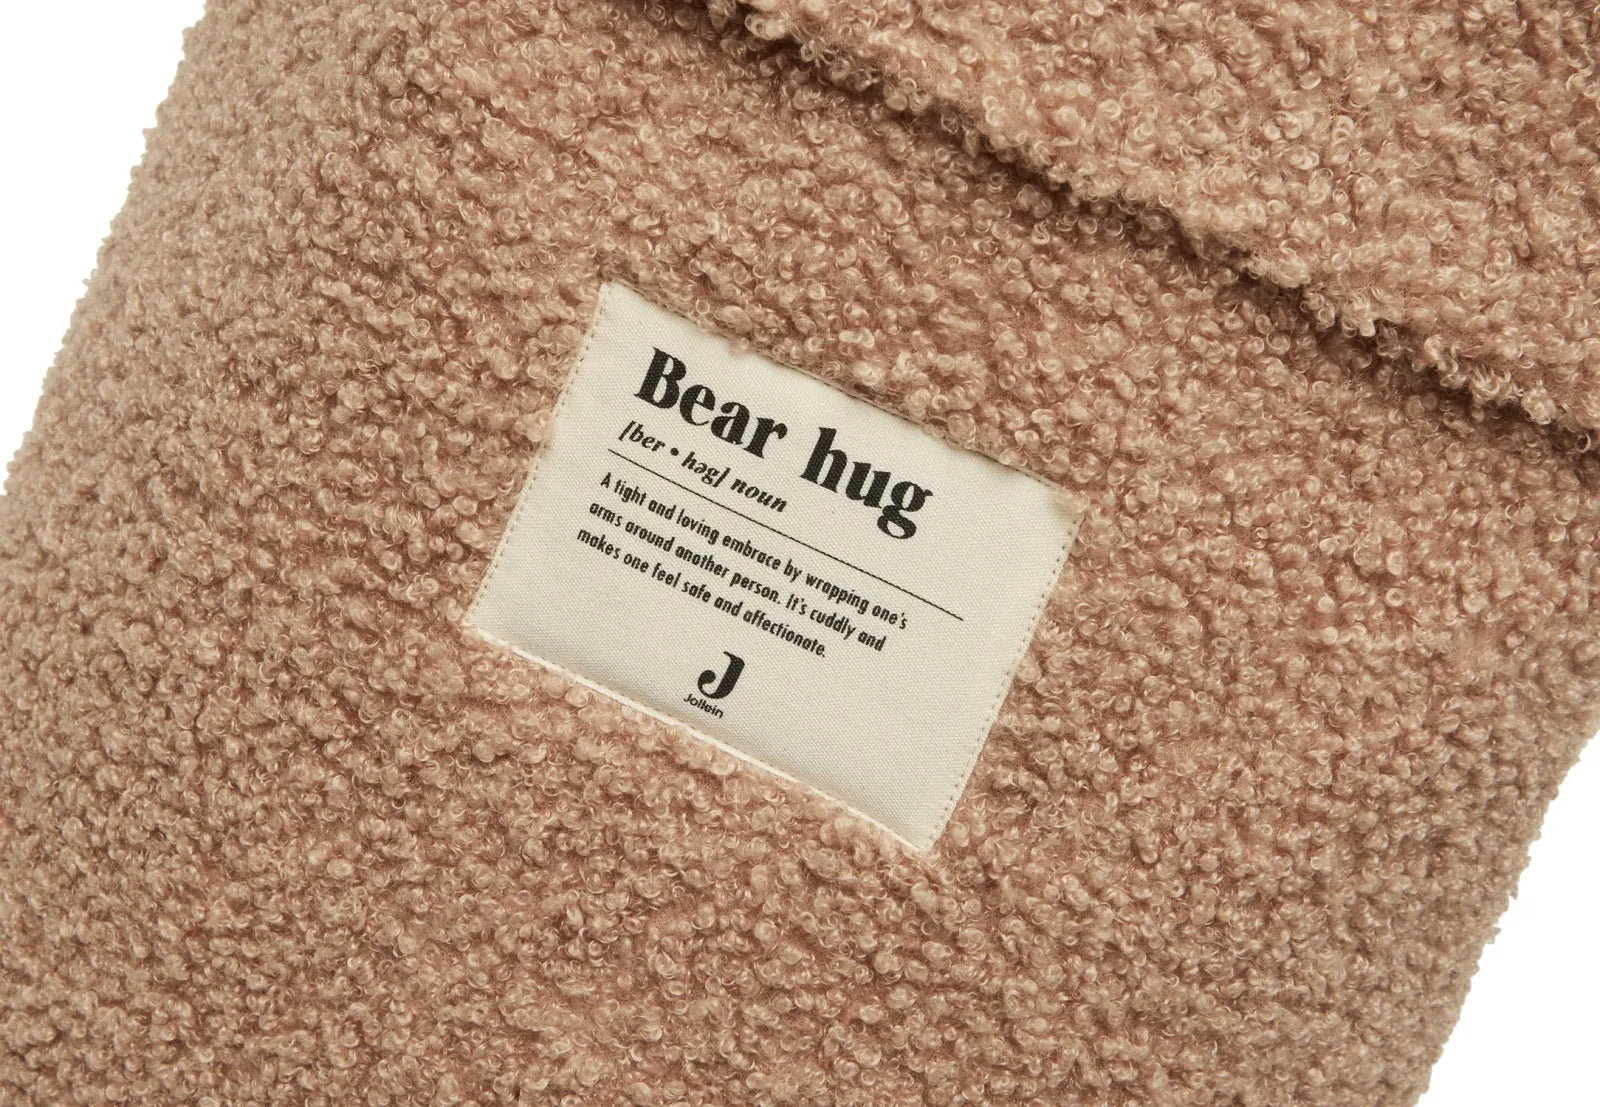 Bear hug
[ber • həg] noun
A tight and loving embrace by wrapping one's
arms around another person. It's cuddly and
makes one feel safe and affectionate.
J
Jollein